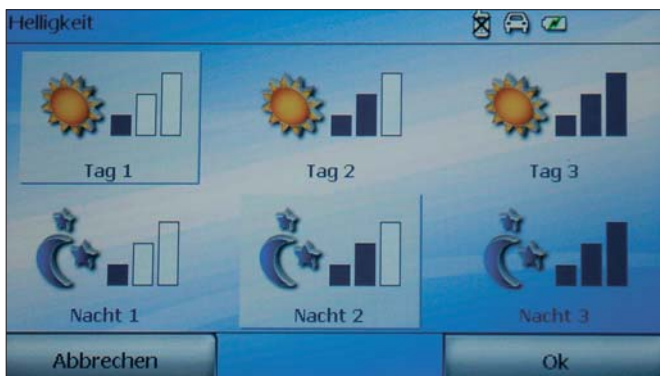 Helligkeit
Tag 1
Tag 2
Tag 3
Nacht 1
Nacht 2
Nacht 3
Abbrechen
Ok